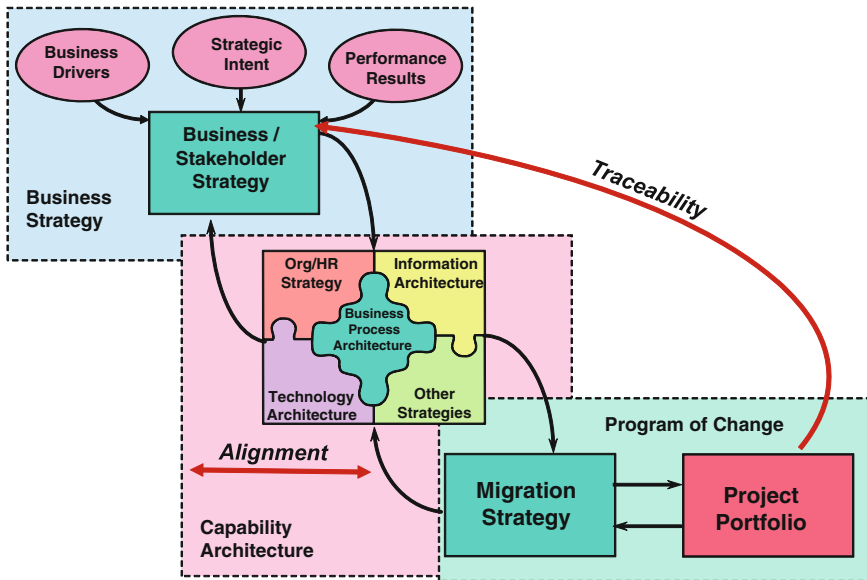 Business
Drivers
Strategic
Intent
Performance
Results
Business /
Stakeholder
Strategy
Business
Strategy
Traceability
Org/HR
Strategy
Information
Architecture
Business
Process
Architecture
Technology
Architecture
Other
Strategies
Alignment
Capability
Architecture
Program of Change
Migration
Strategy
Project
Portfolio